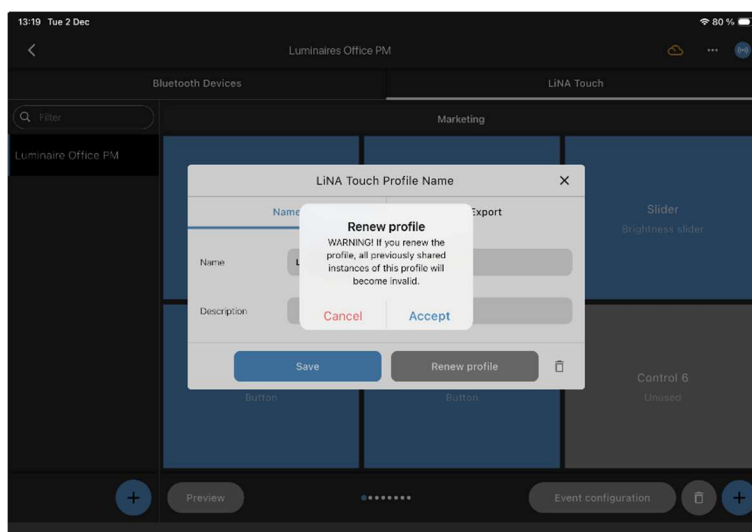 13:19 Tue 2 Dec
80 %
Luminaires Office PM
Bluetooth Devices
LiNA Touch
Filter
Marketing
Luminaire Office PM
LiNA Touch Profile Name
Name
Export
Slider
Brightness slider
Renew profile
WARNING! If you renew the
profile, all previously shared
instances of this profile will
become invalid.
Name
L
Description
Cancel
Accept
Save
Renew profile
Control 6
Button
Button
Unused
Preview
Event configuration